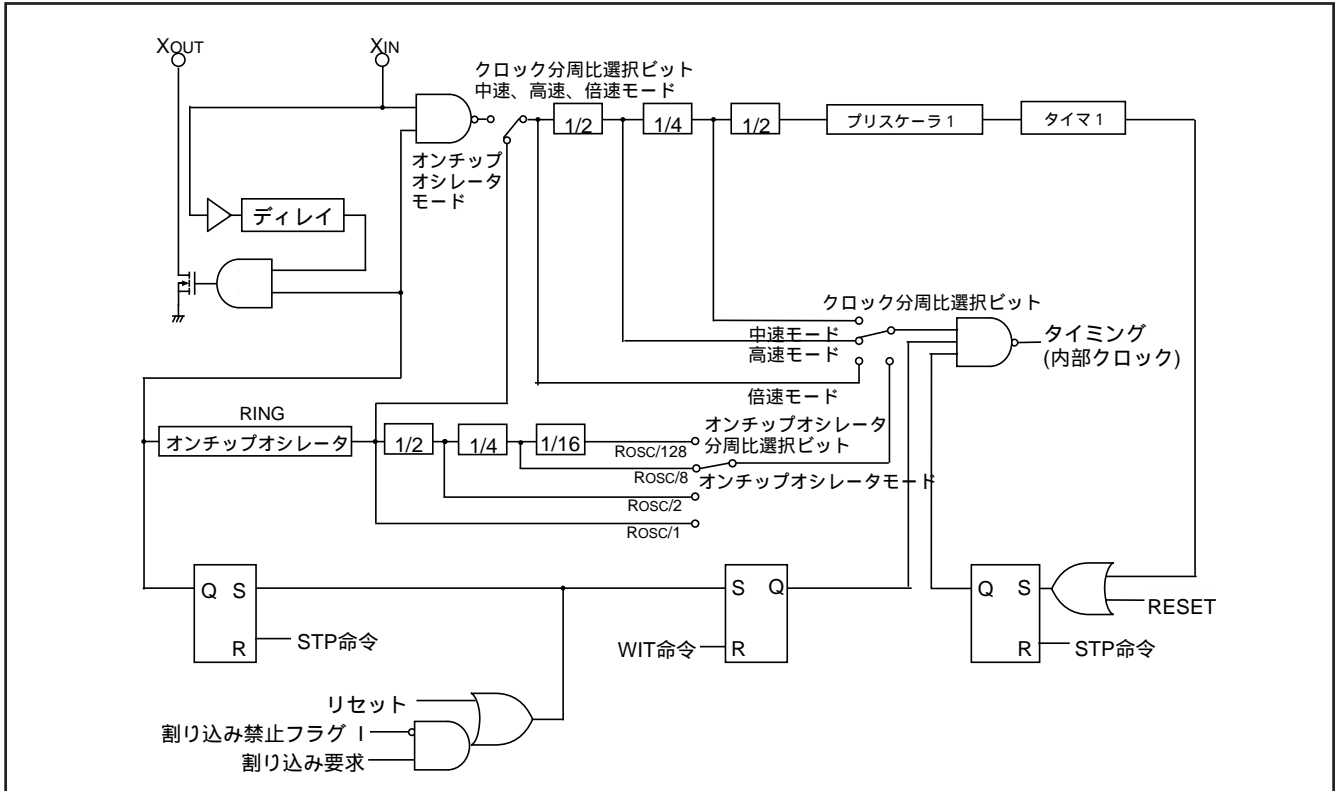 XOUT
XIN
クロック分周比選択ビット
中速、高速、倍速モード
1/2
1/4
1/2
プリスケーラ1
タイマ1
オンチップ
オシレータ
モード
ディレイ
クロック分周比選択ビット
中速モード
高速モード
タイミング
(内部クロック)
倍速モード
RING
オンチップオシレータ
1/2
1/4
1/16
ROSC/128
オンチップオシレータ
分周比選択ビット
ROSC/8
オンチップオシレータモード
ROSC/2
ROSC/1
Q S
R
STP命令
S Q
R
WIT命令
Q S
R
RESET
STP命令
リセット
割り込み禁止フラグ I
割り込み要求